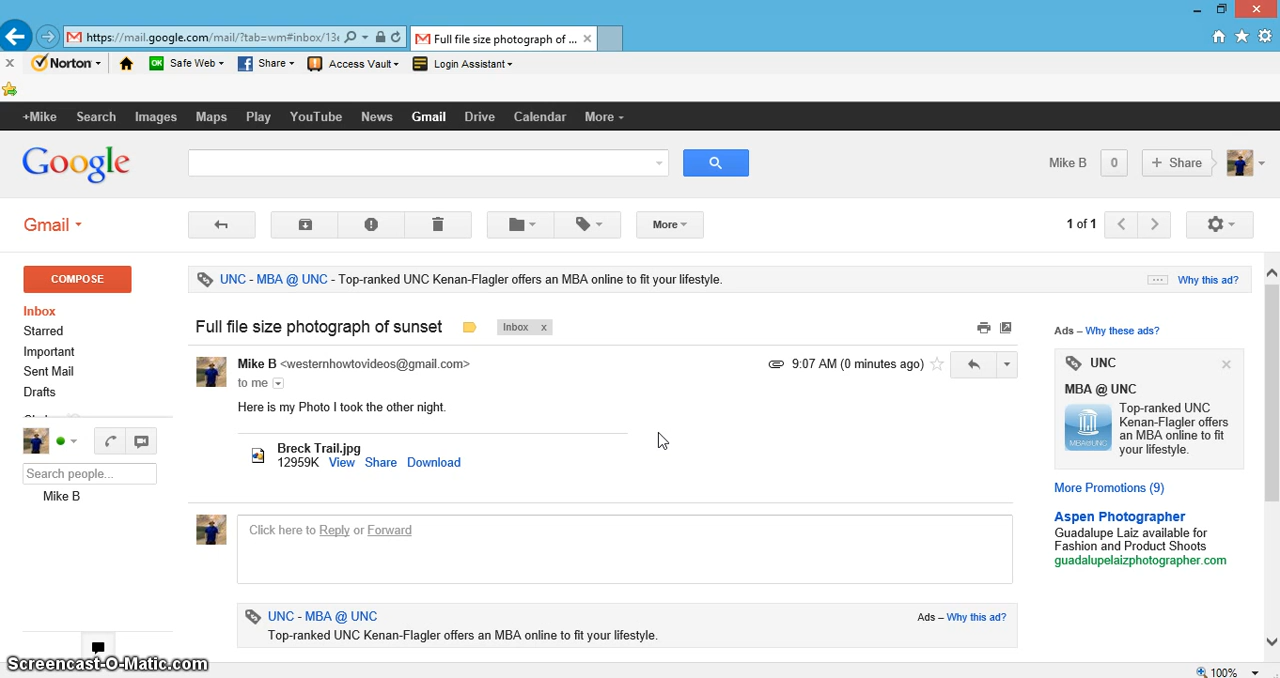 https://mail.google.com/mail/?tab=wm#inbox/13
Full file size photograph of ...
Norton
OK Safe Web
Share
Access Vault
Login Assistant
+Mike Search Images Maps Play YouTube News Gmail Drive Calendar More
Google
Mike B 0 + Share
Gmail
More
1 of 1
COMPOSE
Inbox
Starred
Important
Sent Mail
Drafts
Search people...
Mike B
UNC - MBA @ UNC - Top-ranked UNC Kenan-Flagler offers an MBA online to fit your lifestyle.
Why this ad?
Full file size photograph of sunset
Inbox x
Mike B <westernhowtovideos@gmail.com>
9:07 AM (0 minutes ago)
to me
Here is my Photo I took the other night.
Breck Trail.jpg
12959K View Share Download
Click here to Reply or Forward
UNC - MBA @ UNC
Ads – Why this ad?
Top-ranked UNC Kenan-Flagler offers an MBA online to fit your lifestyle.
Ads – Why these ads?
UNC
MBA @ UNC
MBA@UNC
Top-ranked UNC
Kenan-Flagler offers
an MBA online to fit
your lifestyle.
More Promotions (9)
Aspen Photographer
Guadalupe Laiz available for
Fashion and Product Shoots
guadalupelaizphotographer.com
Screencast-O-Matic.com
100%